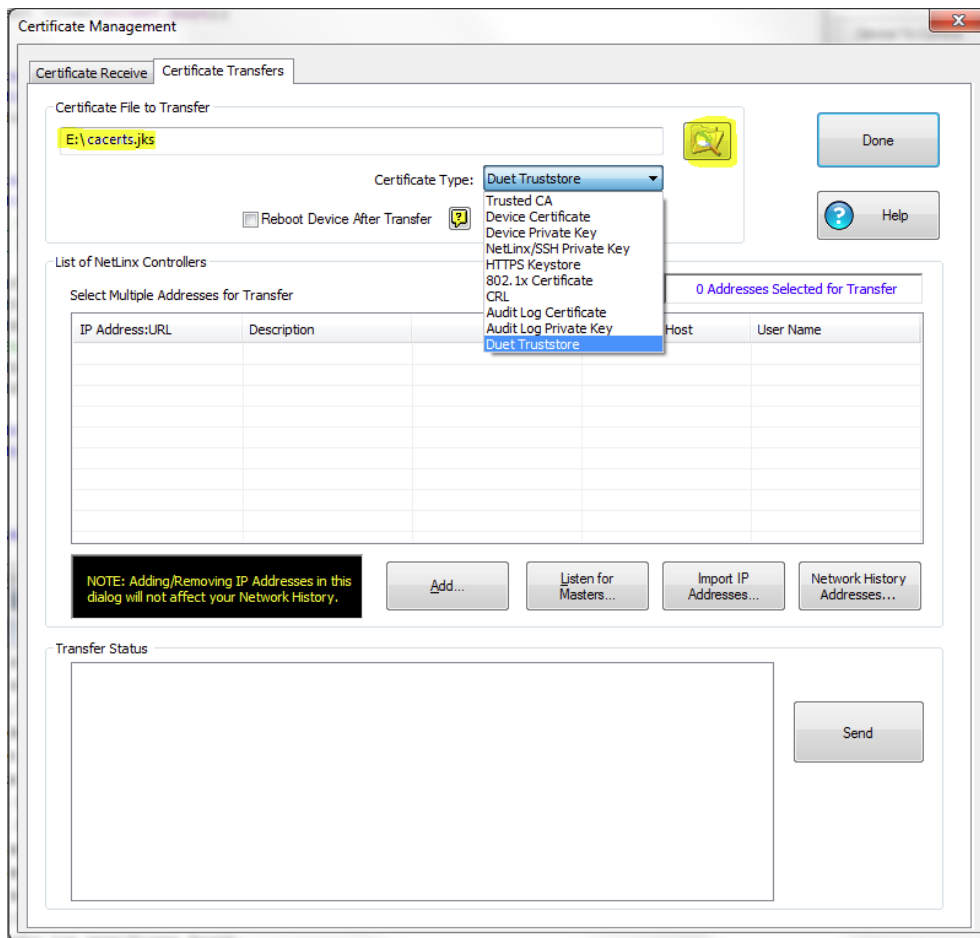 Certificate Management
Certificate Receive
Certificate Transfers
Certificate File to Transfer
E:\cacerts.jks
Done
Certificate Type:
Duet Truststore
Trusted CA
Device Certificate
Device Private Key
NetLinx/SSH Private Key
HTTPS Keystore
802.1x Certificate
CRL
Audit Log Certificate
Audit Log Private Key
Duet Truststore
Reboot Device After Transfer
?
?
Help
List of NetLinx Controllers
Select Multiple Addresses for Transfer
0 Addresses Selected for Transfer
IP Address:URL
Description
Host
User Name
NOTE: Adding/Removing IP Addresses in this
dialog will not affect your Network History.
Add...
Listen for
Masters...
Import IP
Addresses...
Network History
Addresses...
Transfer Status
Send